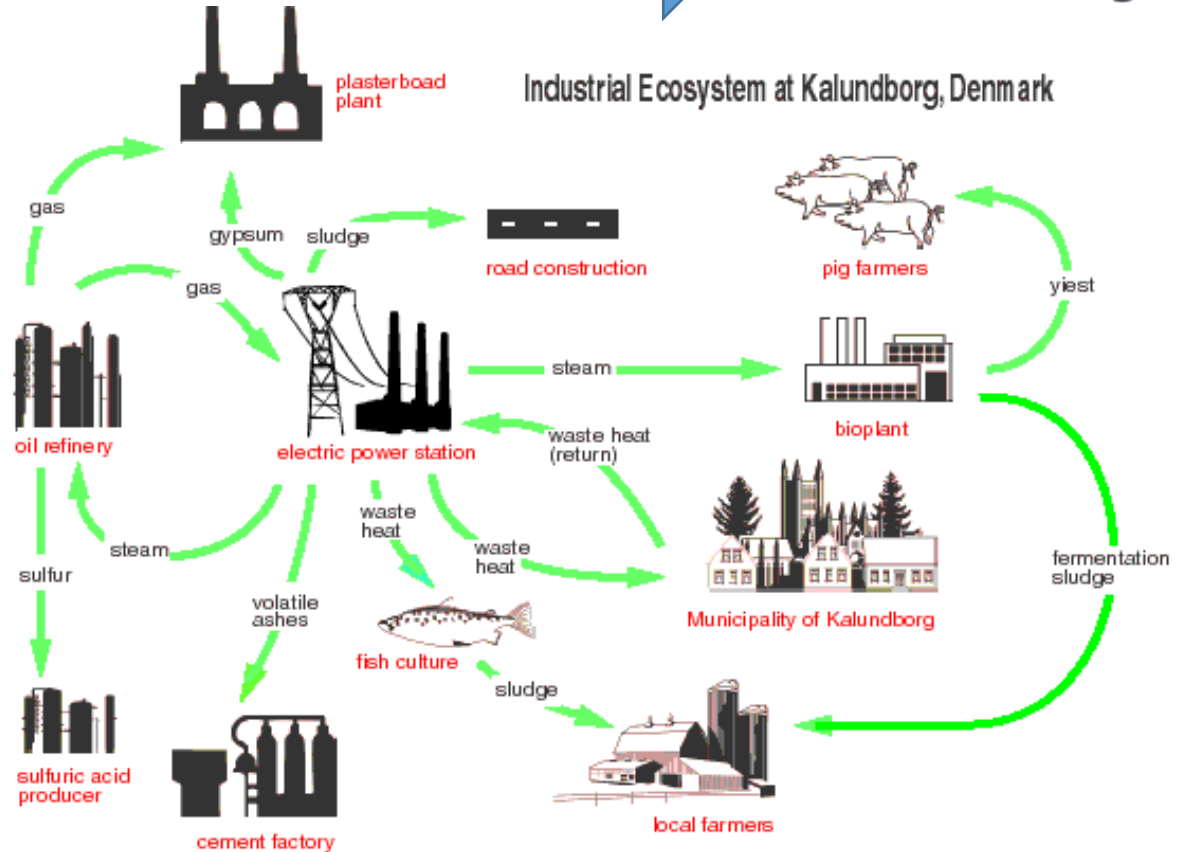 Industrial Ecosystem at Kalundborg, Denmark
plasterboad
plant
gas
gypsum
sludge
road construction
pig farmers
gas
yiest
steam
oil refinery
electric power station
waste heat
(return)
bioplant
steam
waste
heat
waste
heat
fermentation
sludge
sulfur
volatile
ashes
Municipality of Kalundborg
fish culture
sludge
sulfuric acid
producer
cement factory
local farmers